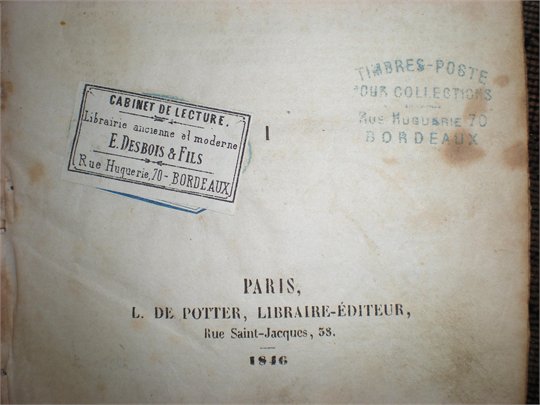 CABINET DE LECTURE.
Librairie ancienne et moderne
E. DESBOIS & FILS
Rue Huguerie, 70 - BORDEAUX
TIMBRES-POSTE
POUR COLLECTIONS
RUE HUGUERIE 70
BORDEAUX
I
PARIS,
L. DE POTTER, LIBRAIRE-ÉDITEUR,
Rue Saint-Jacques, 38.
1846